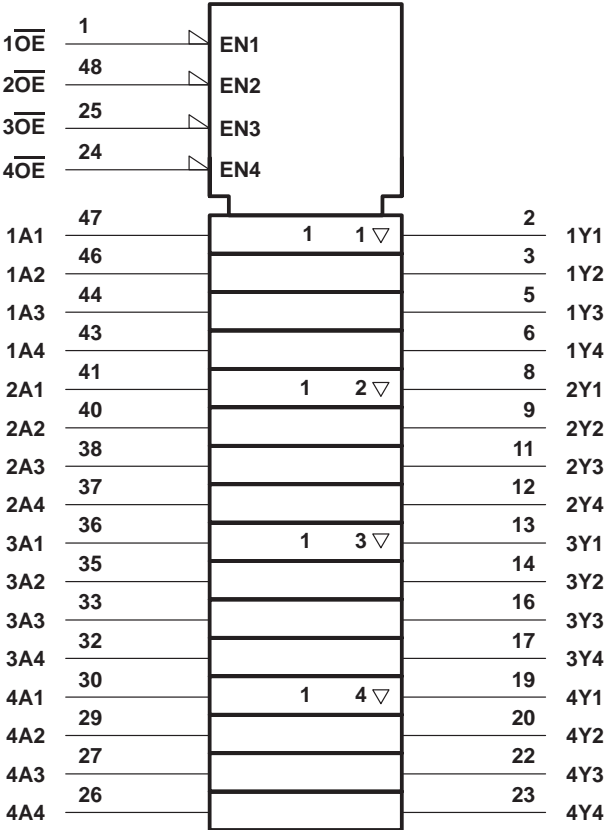 1O̅E̅ 1 EN1
2O̅E̅ 48 EN2
3O̅E̅ 25 EN3
4O̅E̅ 24 EN4
1A1 47 1 1 ▽ 2 1Y1
1A2 46 3 1Y2
1A3 44 5 1Y3
1A4 43 6 1Y4
2A1 41 1 2 ▽ 8 2Y1
2A2 40 9 2Y2
2A3 38 11 2Y3
2A4 37 12 2Y4
3A1 36 1 3 ▽ 13 3Y1
3A2 35 14 3Y2
3A3 33 16 3Y3
3A4 32 17 3Y4
4A1 30 1 4 ▽ 19 4Y1
4A2 29 20 4Y2
4A3 27 22 4Y3
4A4 26 23 4Y4